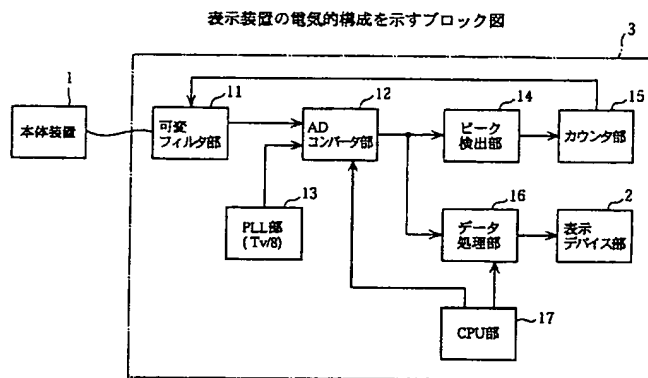 表示装置の電気的構成を示すブロック図
3
1
本体装置
11
可変
フィルタ部
12
AD
コンバータ部
14
ピーク
検出部
15
カウンタ部
13
PLL部
(Tv/8)
16
データ
処理部
2
表示
デバイス部
CPU部
17